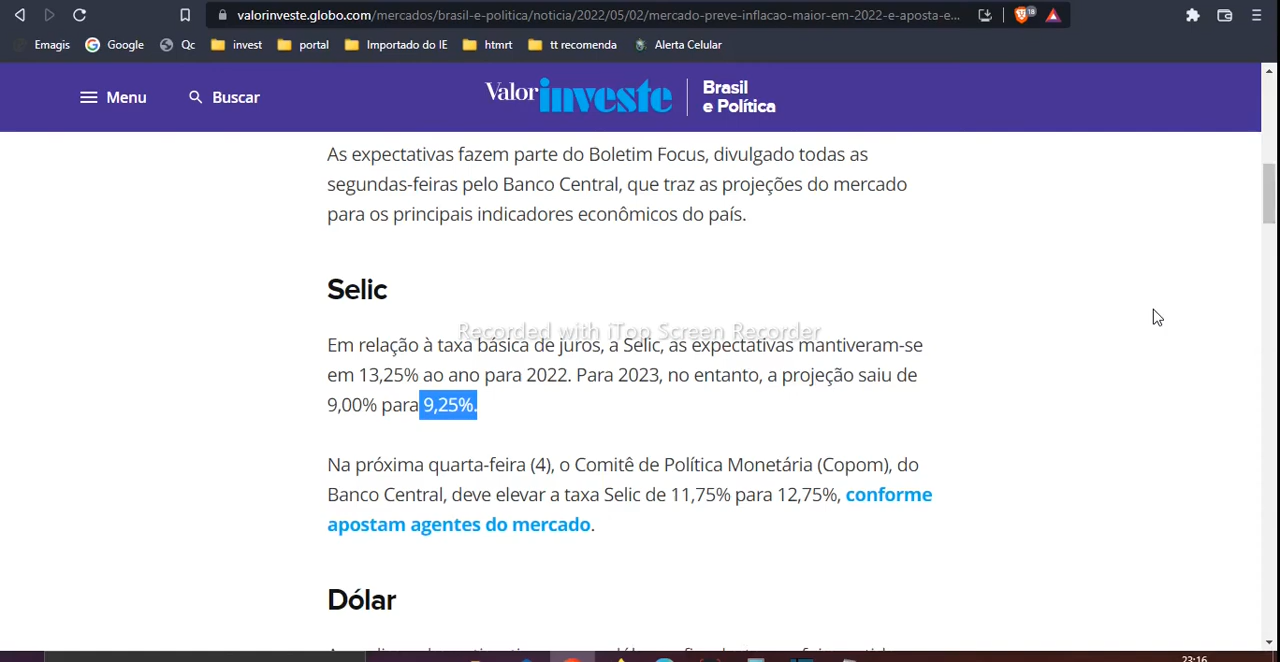 valorinveste.globo.com/mercados/brasil-e-politica/noticia/2022/05/02/mercado-preve-inflacao-maior-em-2022-e-aposta-e...
18
Emagis Google Qc invest portal Importado do IE htmrt tt recomenda Alerta Celular
Menu Buscar Valor investe Brasil
e Política
As expectativas fazem parte do Boletim Focus, divulgado todas as
segundas-feiras pelo Banco Central, que traz as projeções do mercado
para os principais indicadores econômicos do país.
Selic
Recorded with iTop Screen Recorder
Em relação à taxa básica de juros, a Selic, as expectativas mantiveram-se
em 13,25% ao ano para 2022. Para 2023, no entanto, a projeção saiu de
9,00% para 9,25%.
Na próxima quarta-feira (4), o Comitê de Política Monetária (Copom), do
Banco Central, deve elevar a taxa Selic de 11,75% para 12,75%, conforme
apostam agentes do mercado.
Dólar
23:16